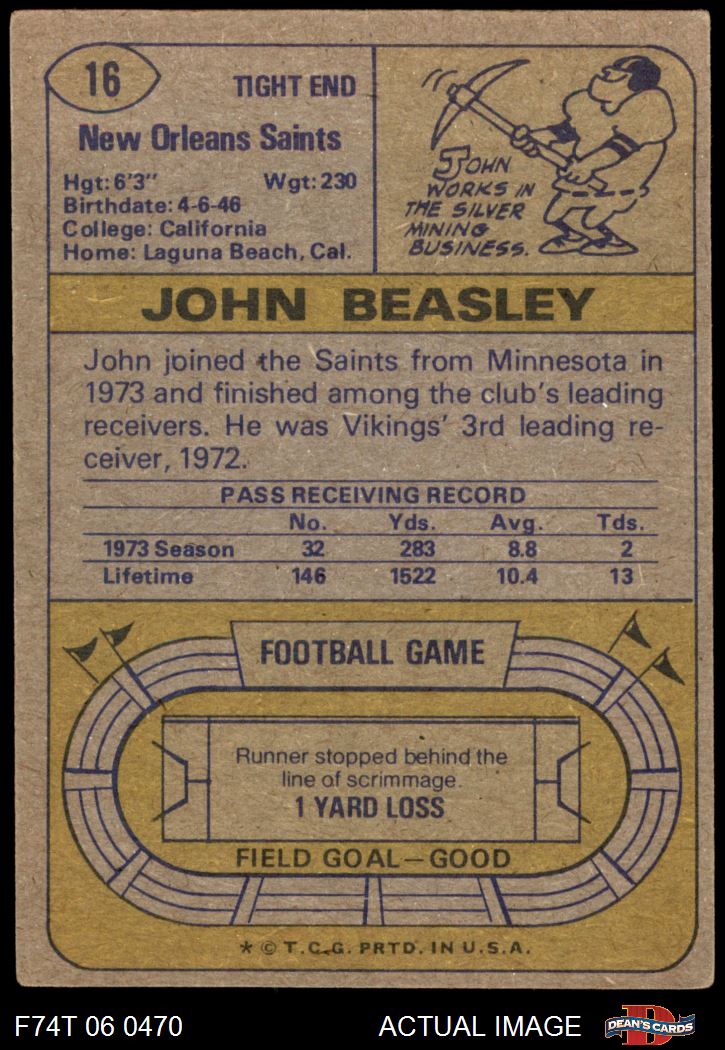 16
TIGHT END
New Orleans Saints
Hgt: 6'3" Wgt: 230
Birthdate: 4-6-46
College: California
Home: Laguna Beach, Cal.
JOHN
WORKS IN
THE SILVER
MINING
BUSINESS.
JOHN BEASLEY
John joined the Saints from Minnesota in
1973 and finished among the club's leading
receivers. He was Vikings' 3rd leading re-
ceiver, 1972.
PASS RECEIVING RECORD
No. Yds. Avg. Tds.
1973 Season 32 283 8.8 2
Lifetime 146 1522 10.4 13
FOOTBALL GAME
Runner stopped behind the
line of scrimmage.
1 YARD LOSS
FIELD GOAL—GOOD
* © T.C.G. PRTD. IN U.S.A.
F74T 06 0470 ACTUAL IMAGE
D
DEAN'S CARDS